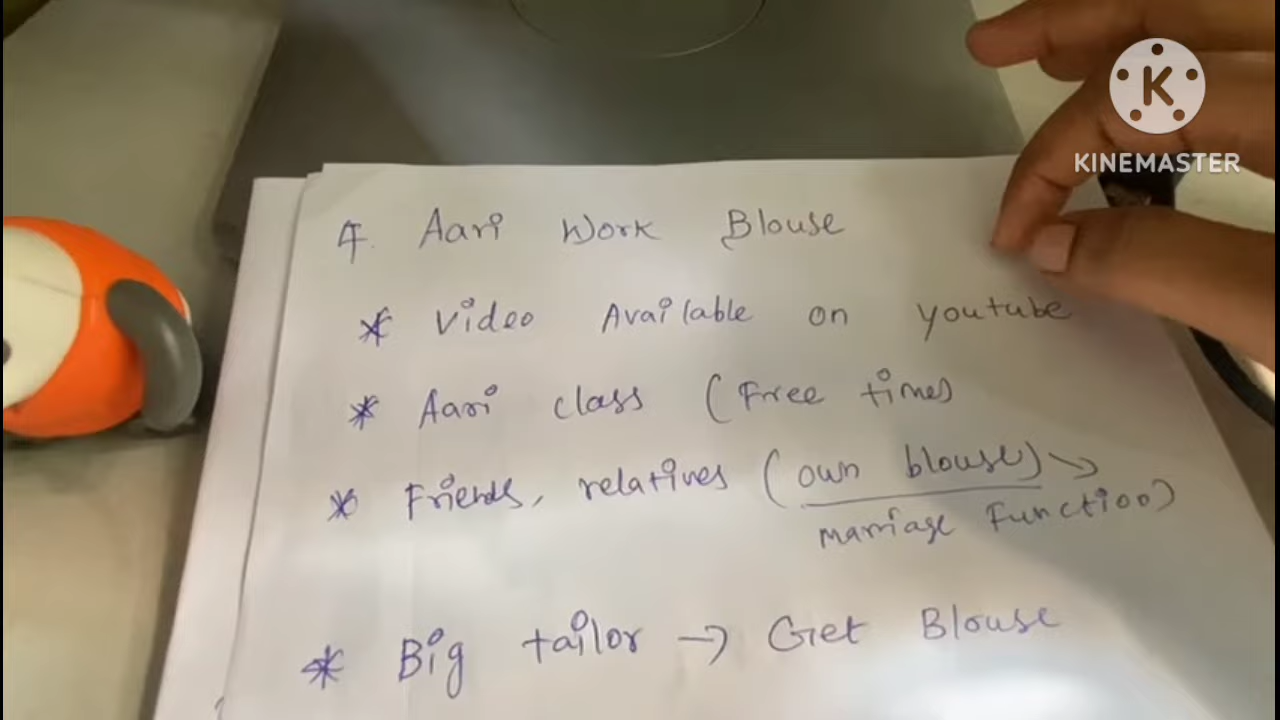 KINEMASTER
4. Aari Work Blouse
* Video Available on youtube
* Aari class (Free time)
* Friends, relatives (own blouse) →
marriage Function)
* Big tailor → Get Blouse